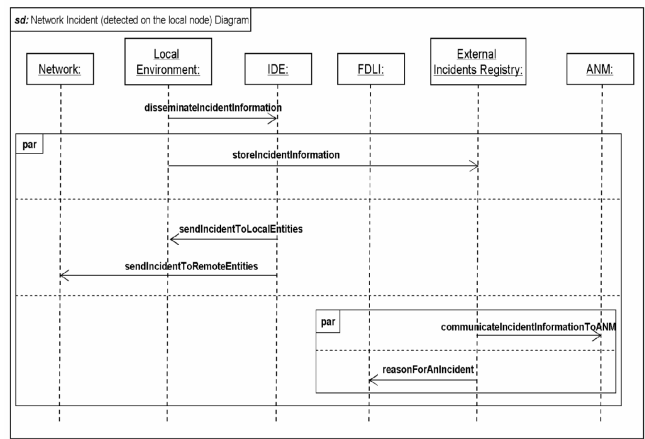 sd: Network Incident (detected on the local node) Diagram
Network:
Local
Environment:
IDE:
FDLI:
External
Incidents Registry:
ANM:
disseminateIncidentInformation
par
storeIncidentInformation
sendIncidentToLocalEntities
sendIncidentToRemoteEntities
par
communicateIncidentInformationToANM
reasonForAnIncident